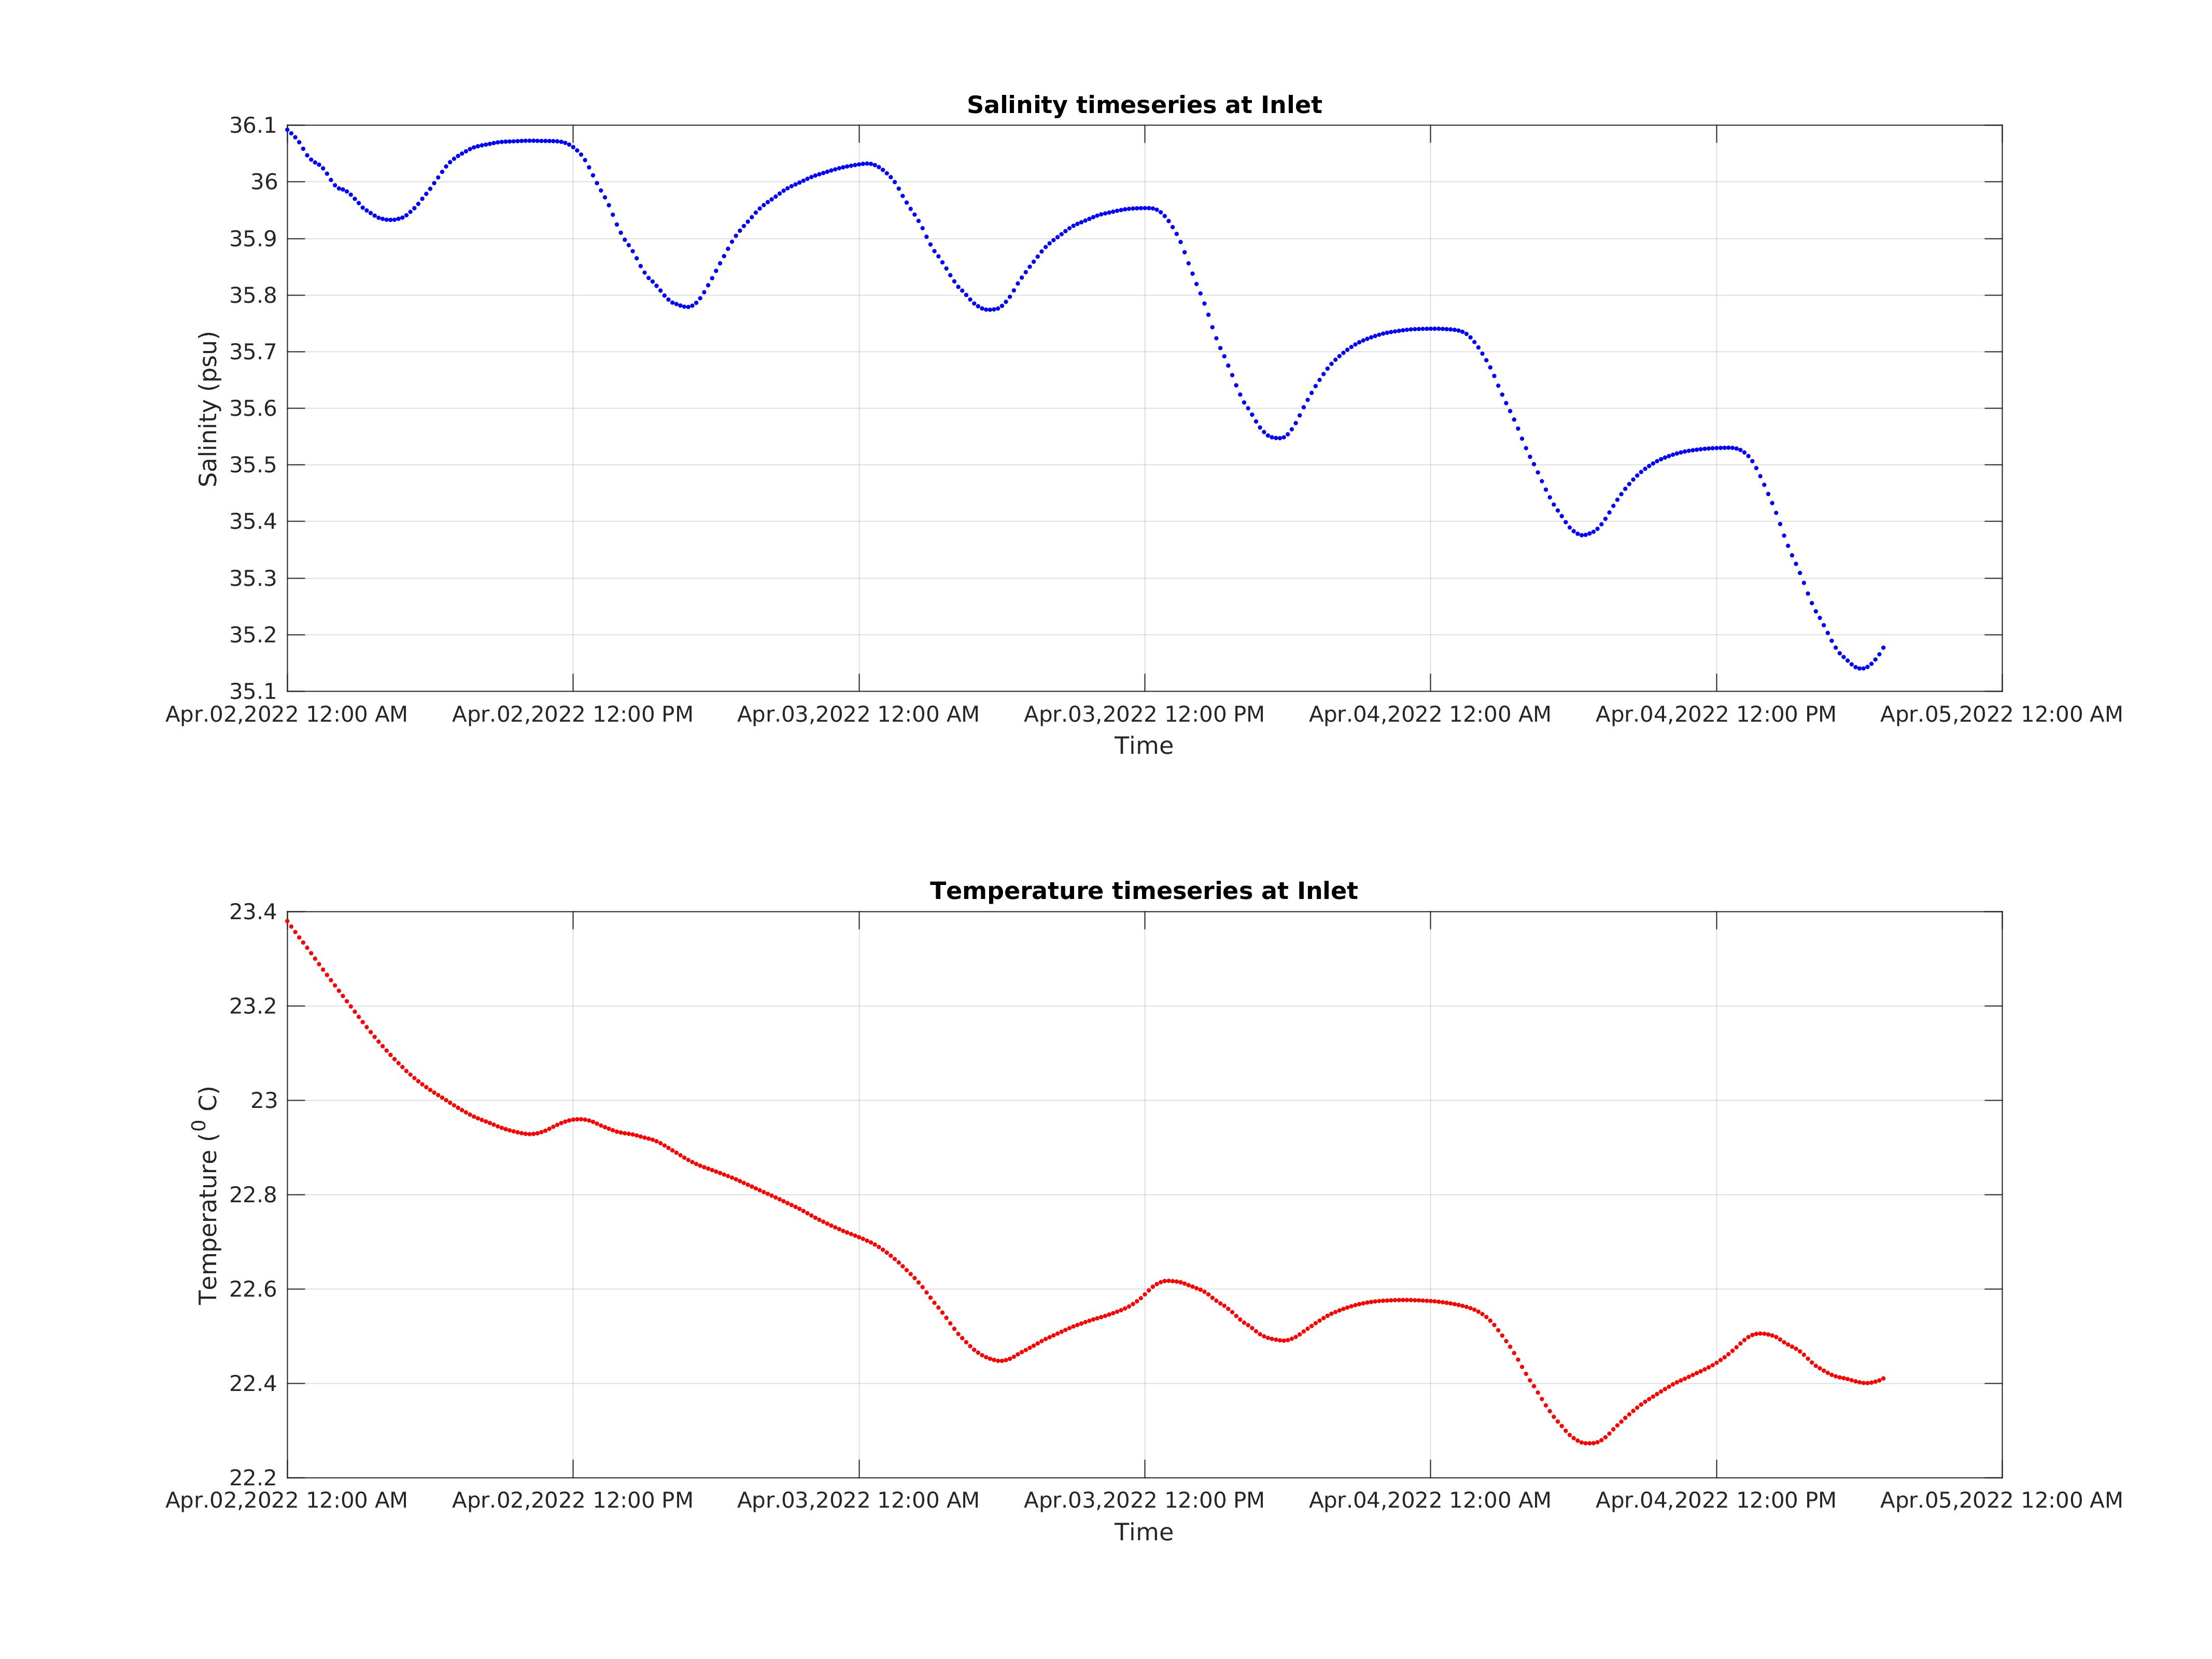 Salinity timeseries at Inlet
36.1
36
35.9
35.8
35.7
35.6
35.5
35.4
35.3
35.2
35.1
Salinity (psu)
Apr.02,2022 12:00 AM Apr.02,2022 12:00 PM Apr.03,2022 12:00 AM Apr.03,2022 12:00 PM Apr.04,2022 12:00 AM Apr.04,2022 12:00 PM Apr.05,2022 12:00 AM
Time
Temperature timeseries at Inlet
23.4
23.2
23
22.8
22.6
22.4
22.2
Temperature (⁰ C)
Apr.02,2022 12:00 AM Apr.02,2022 12:00 PM Apr.03,2022 12:00 AM Apr.03,2022 12:00 PM Apr.04,2022 12:00 AM Apr.04,2022 12:00 PM Apr.05,2022 12:00 AM
Time